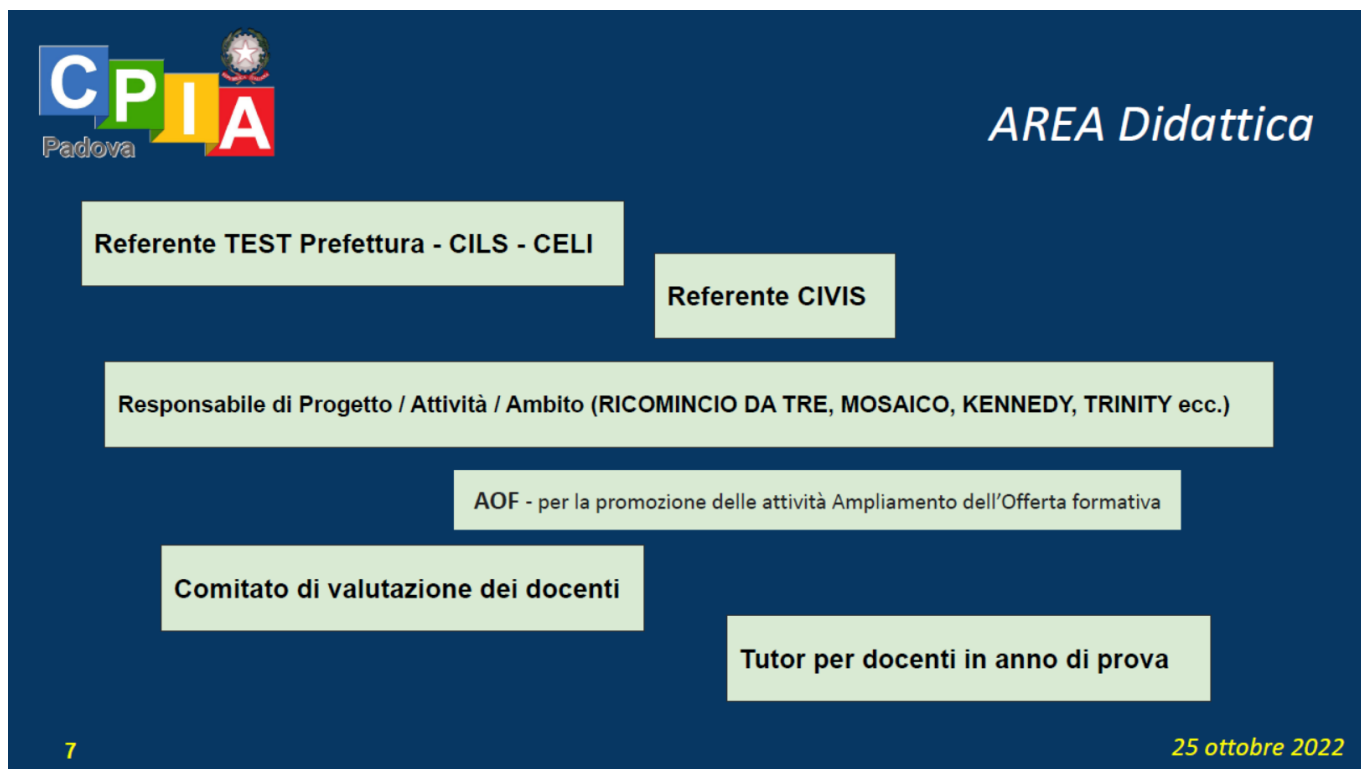 CPIA
Padova
AREA Didattica
Referente TEST Prefettura - CILS - CELI
Referente CIVIS
Responsabile di Progetto / Attività / Ambito (RICOMINCIO DA TRE, MOSAICO, KENNEDY, TRINITY ecc.)
AOF - per la promozione delle attività Ampliamento dell’Offerta formativa
Comitato di valutazione dei docenti
Tutor per docenti in anno di prova
7
25 ottobre 2022